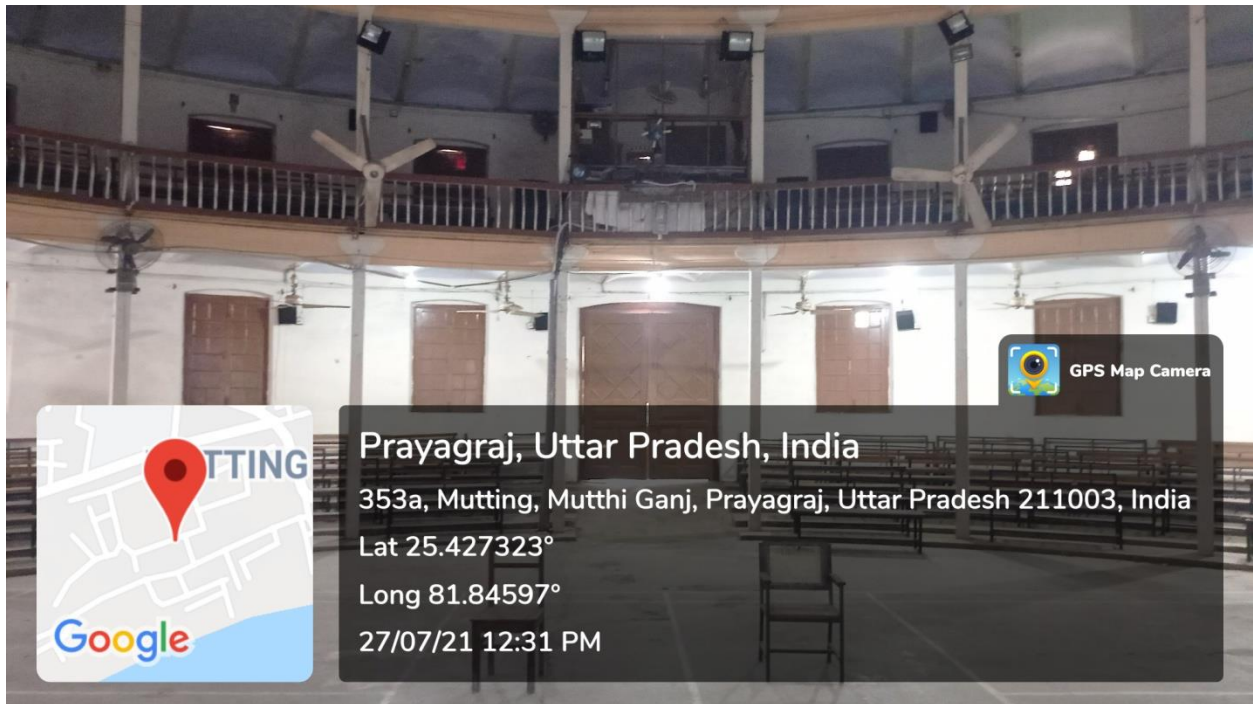 GPS Map Camera
TTING
Google
Prayagraj, Uttar Pradesh, India
353a, Mutting, Mutthi Ganj, Prayagraj, Uttar Pradesh 211003, India
Lat 25.427323°
Long 81.84597°
27/07/21 12:31 PM